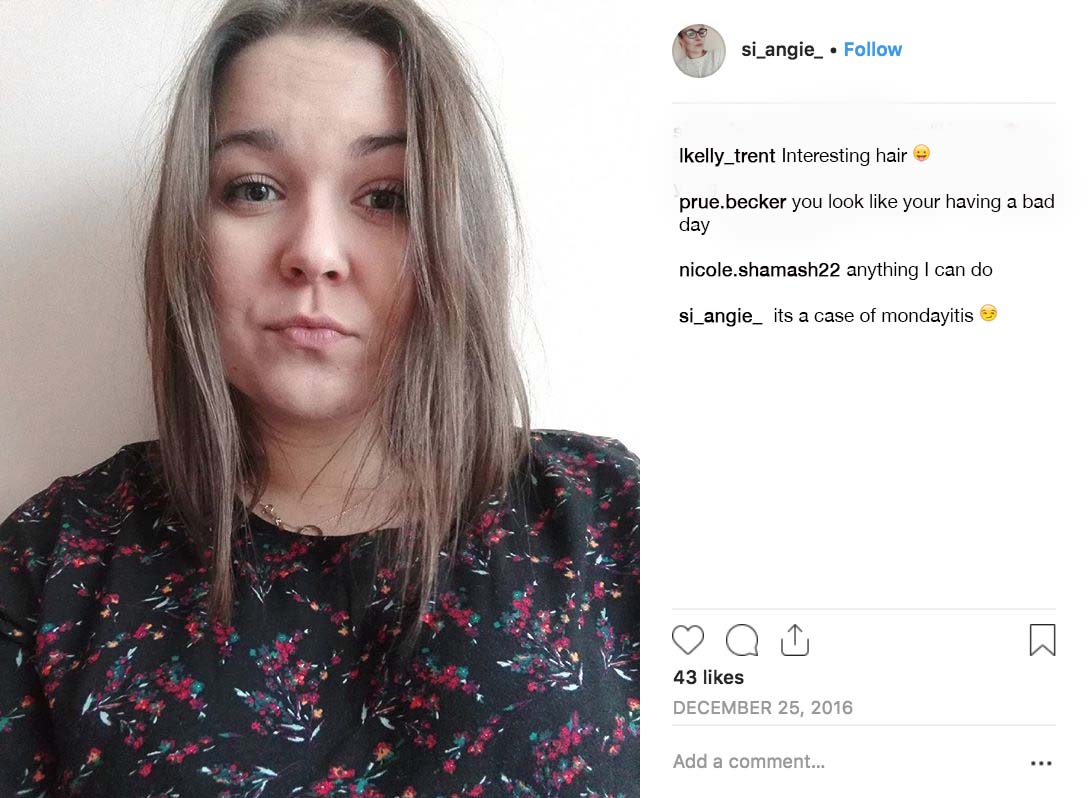 si_angie_ • Follow
lkelly_trent Interesting hair 😛
prue.becker you look like your having a bad
day
nicole.shamash22 anything I can do
si_angie_ its a case of mondayitis 😏
43 likes
DECEMBER 25, 2016
Add a comment...